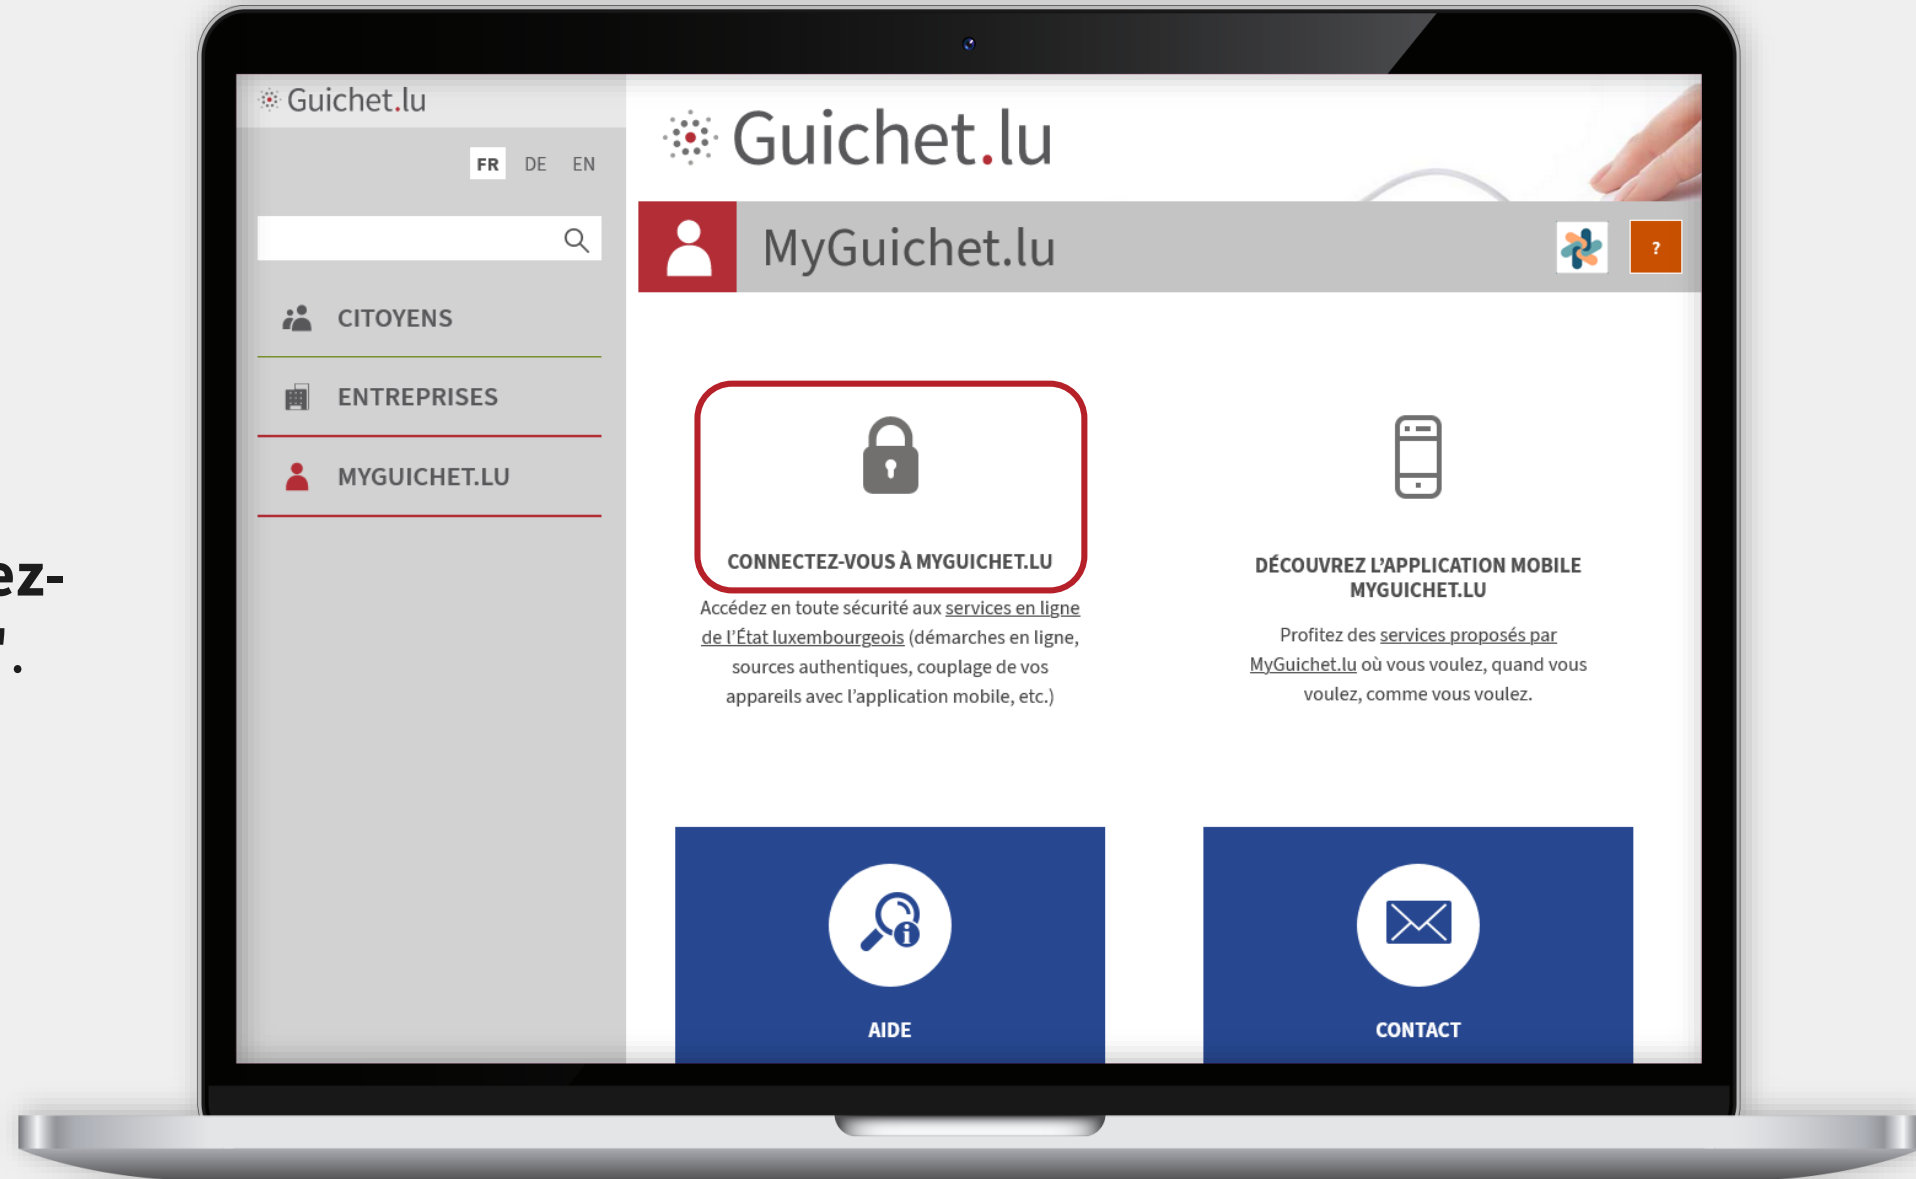 ez-
".
Guichet.lu
FR DE EN
CITOYENS
ENTREPRISES
MYGUICHET.LU
Guichet.lu
MyGuichet.lu
?
CONNECTEZ-VOUS À MYGUICHET.LU
Accédez en toute sécurité aux services en ligne
de l'État luxembourgeois (démarches en ligne,
sources authentiques, couplage de vos
appareils avec l'application mobile, etc.)
DÉCOUVREZ L'APPLICATION MOBILE
MYGUICHET.LU
Profitez des services proposés par
MyGuichet.lu où vous voulez, quand vous
voulez, comme vous voulez.
AIDE
CONTACT